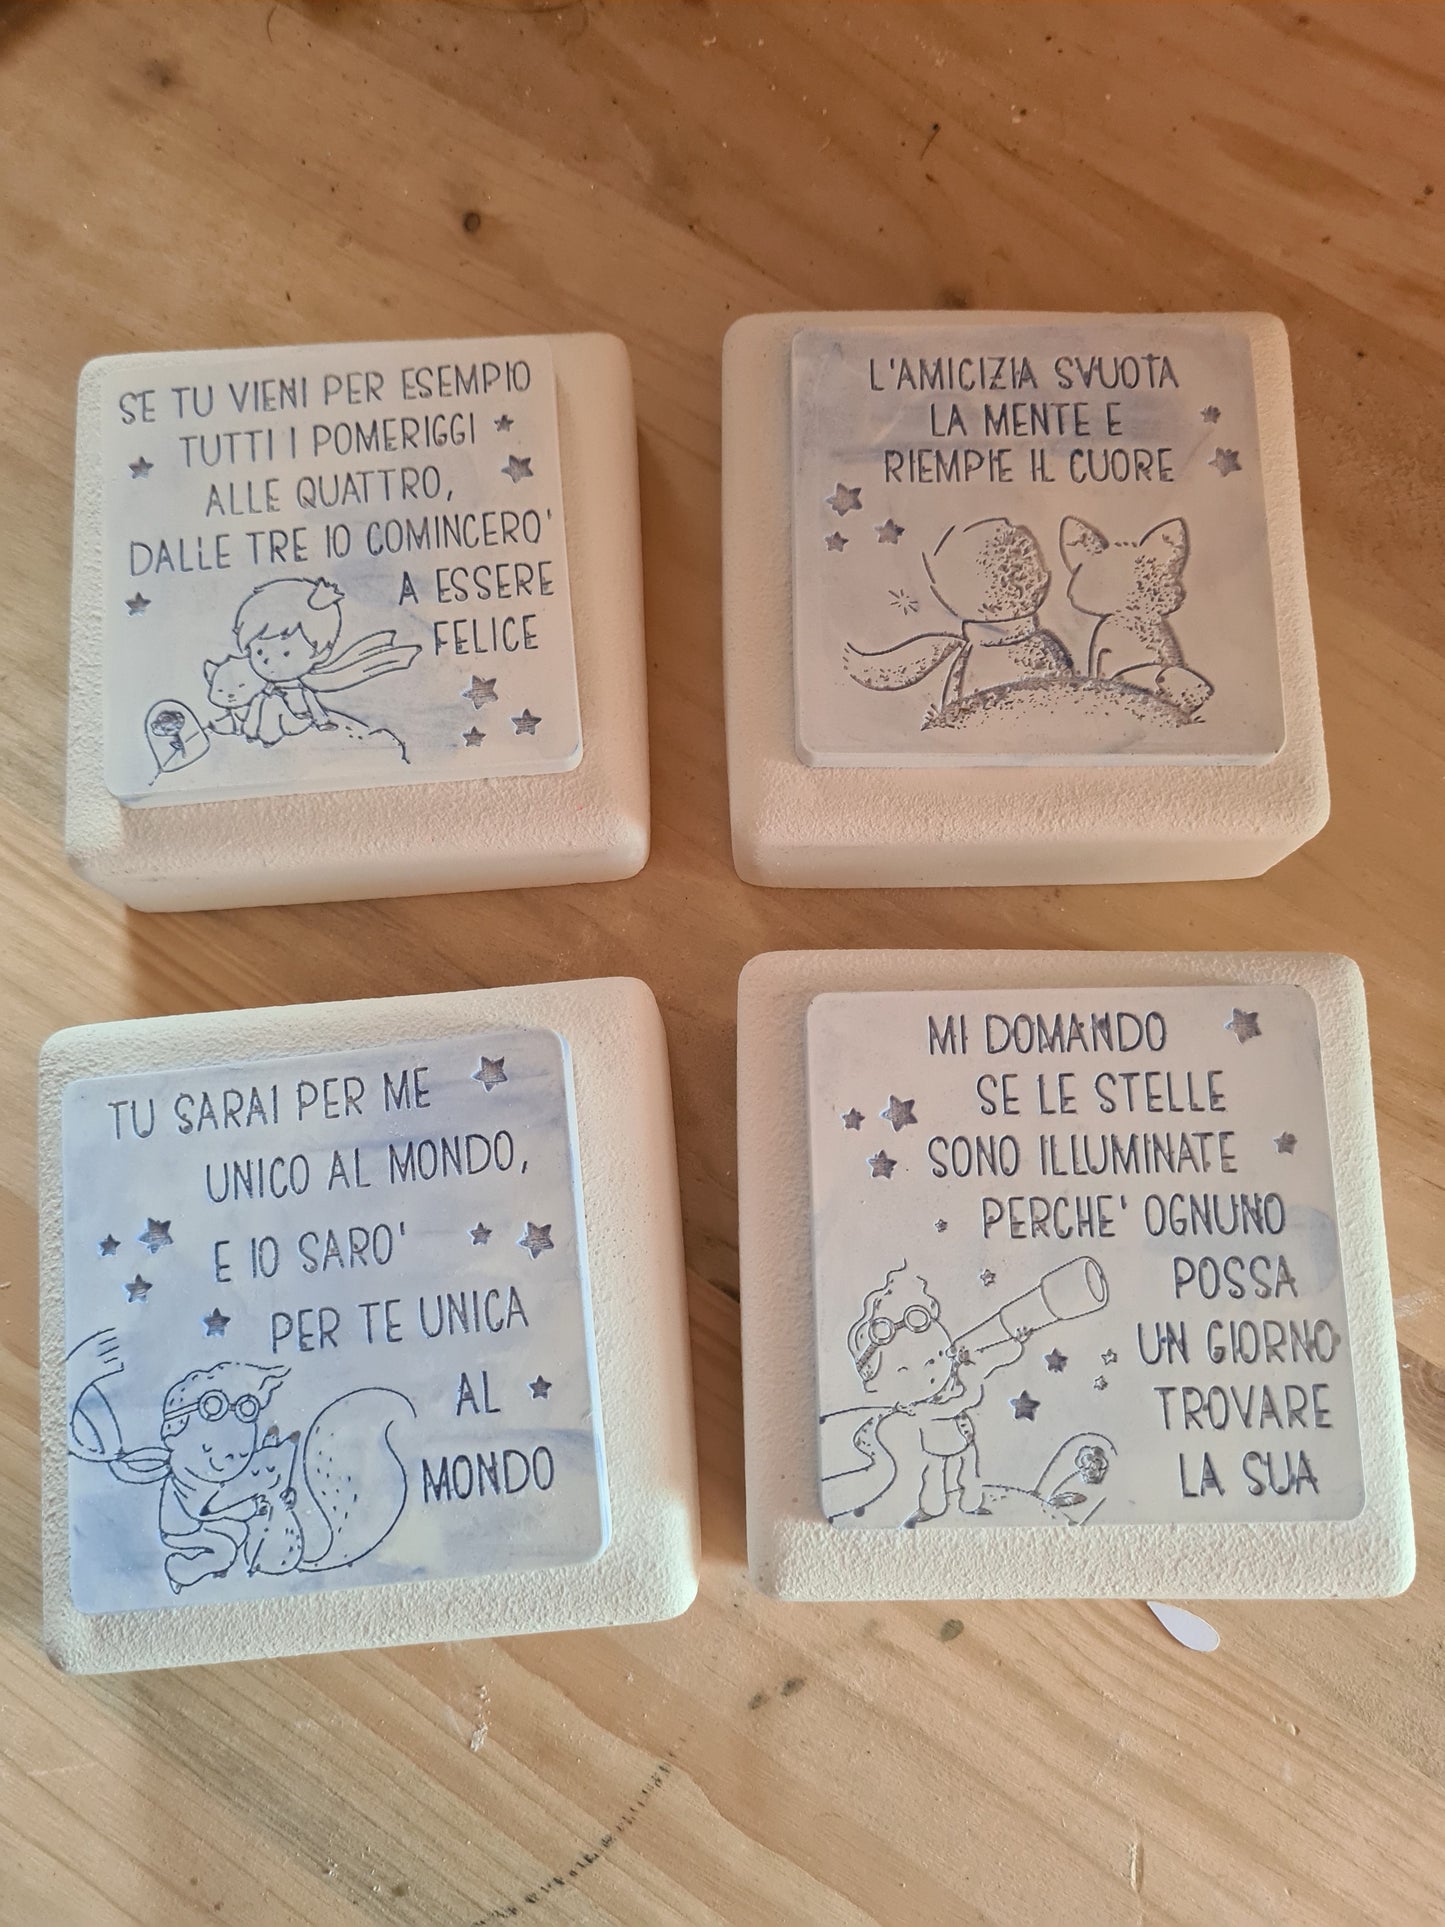 SE TU VIENI PER ESEMPIO
TUTTI I POMERIGGI
ALLE QUATTRO,
DALLE TRE IO COMINCERO'
A ESSERE
FELICE
L'AMICIZIA SVUOTA
LA MENTE E
RIEMPIE IL CUORE
TU SARAI PER ME
UNICO AL MONDO,
E IO SARO'
PER TE UNICA
AL
MONDO
MI DOMANDO
SE LE STELLE
SONO ILLUMINATE
PERCHE' OGNUNO
POSSA
UN GIORNO
TROVARE
LA SUA